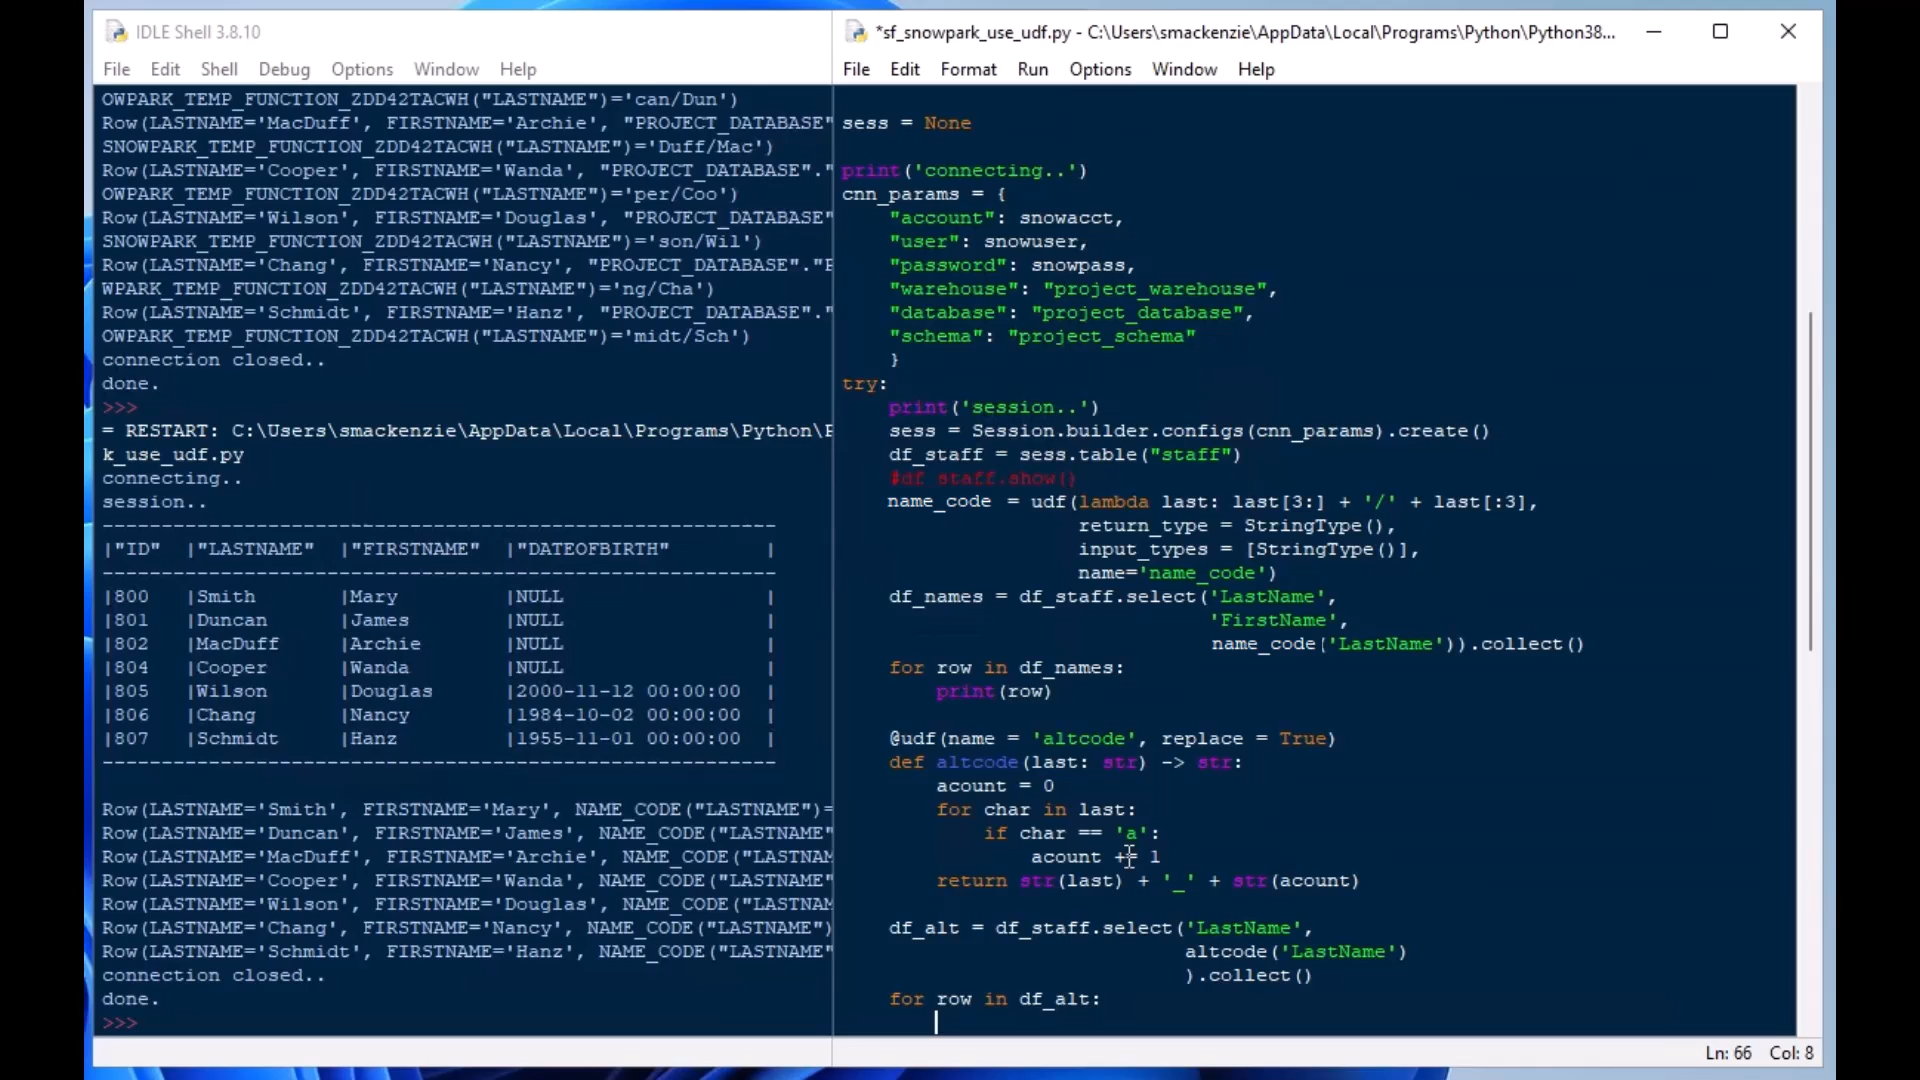 IDLE Shell 3.8.10
File Edit Shell Debug Options Window Help
OWPARK_TEMP_FUNCTION_ZDD42TACWH("LASTNAME")='can/Dun')
Row(LASTNAME='MacDuff', FIRSTNAME='Archie', "PROJECT_DATABASE"
SNOWPARK_TEMP_FUNCTION_ZDD42TACWH("LASTNAME")='Duff/Mac')
Row(LASTNAME='Cooper', FIRSTNAME='Wanda', "PROJECT_DATABASE"."
OWPARK_TEMP_FUNCTION_ZDD42TACWH("LASTNAME")='per/Coo')
Row(LASTNAME='Wilson', FIRSTNAME='Douglas', "PROJECT_DATABASE"
SNOWPARK_TEMP_FUNCTION_ZDD42TACWH("LASTNAME")='son/Wil')
Row(LASTNAME='Chang', FIRSTNAME='Nancy', "PROJECT_DATABASE"."P
WPARK_TEMP_FUNCTION_ZDD42TACWH("LASTNAME")='ng/Cha')
Row(LASTNAME='Schmidt', FIRSTNAME='Hanz', "PROJECT_DATABASE"."
OWPARK_TEMP_FUNCTION_ZDD42TACWH("LASTNAME")='midt/Sch')
connection closed..
done.
>>>
= RESTART: C:\Users\smackenzie\AppData\Local\Programs\Python\P
k_use_udf.py
connecting..
session..
----------------------------------------------------------
|"ID" |"LASTNAME" |"FIRSTNAME" |"DATEOFBIRTH" |
----------------------------------------------------------
|800 |Smith |Mary |NULL |
|801 |Duncan |James |NULL |
|802 |MacDuff |Archie |NULL |
|804 |Cooper |Wanda |NULL |
|805 |Wilson |Douglas |2000-11-12 00:00:00 |
|806 |Chang |Nancy |1984-10-02 00:00:00 |
|807 |Schmidt |Hanz |1955-11-01 00:00:00 |
----------------------------------------------------------
Row(LASTNAME='Smith', FIRSTNAME='Mary', NAME_CODE("LASTNAME")=
Row(LASTNAME='Duncan', FIRSTNAME='James', NAME_CODE("LASTNAME"
Row(LASTNAME='MacDuff', FIRSTNAME='Archie', NAME_CODE("LASTNAM
Row(LASTNAME='Cooper', FIRSTNAME='Wanda', NAME_CODE("LASTNAME"
Row(LASTNAME='Wilson', FIRSTNAME='Douglas', NAME_CODE("LASTNAM
Row(LASTNAME='Chang', FIRSTNAME='Nancy', NAME_CODE("LASTNAME")
Row(LASTNAME='Schmidt', FIRSTNAME='Hanz', NAME_CODE("LASTNAME"
connection closed..
done.
>>>
*sf_snowpark_use_udf.py - C:\Users\smackenzie\AppData\Local\Programs\Python\Python38...
File Edit Format Run Options Window Help
sess = None
print('connecting..')
cnn_params = {
"account": snowacct,
"user": snowuser,
"password": snowpass,
"warehouse": "project_warehouse",
"database": "project_database",
"schema": "project_schema"
}
try:
print('session..')
sess = Session.builder.configs(cnn_params).create()
df_staff = sess.table("staff")
#df_staff.show()
name_code = udf(lambda last: last[3:] + '/' + last[:3],
return_type = StringType(),
input_types = [StringType()],
name='name_code')
df_names = df_staff.select('LastName',
'FirstName',
name_code('LastName')).collect()
for row in df_names:
print(row)
@udf(name = 'altcode', replace = True)
def altcode(last: str) -> str:
acount = 0
for char in last:
if char == 'a':
acount += 1
return str(last) + '_' + str(acount)
df_alt = df_staff.select('LastName',
altcode('LastName')
).collect()
for row in df_alt:
Ln: 66 Col: 8